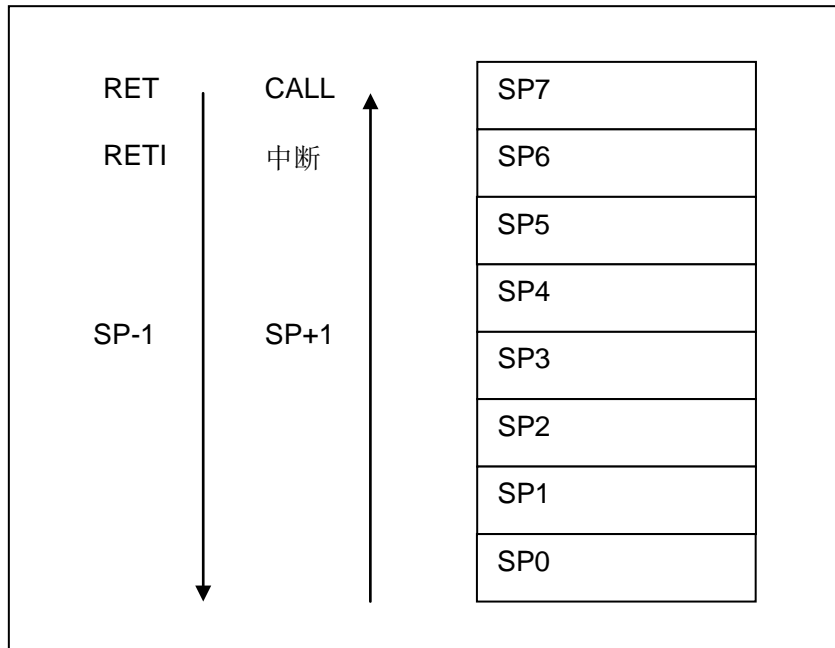 RET CALL SP7
RETI 中断 SP6
SP5
SP4
SP-1 SP+1 SP3
SP2
SP1
SP0